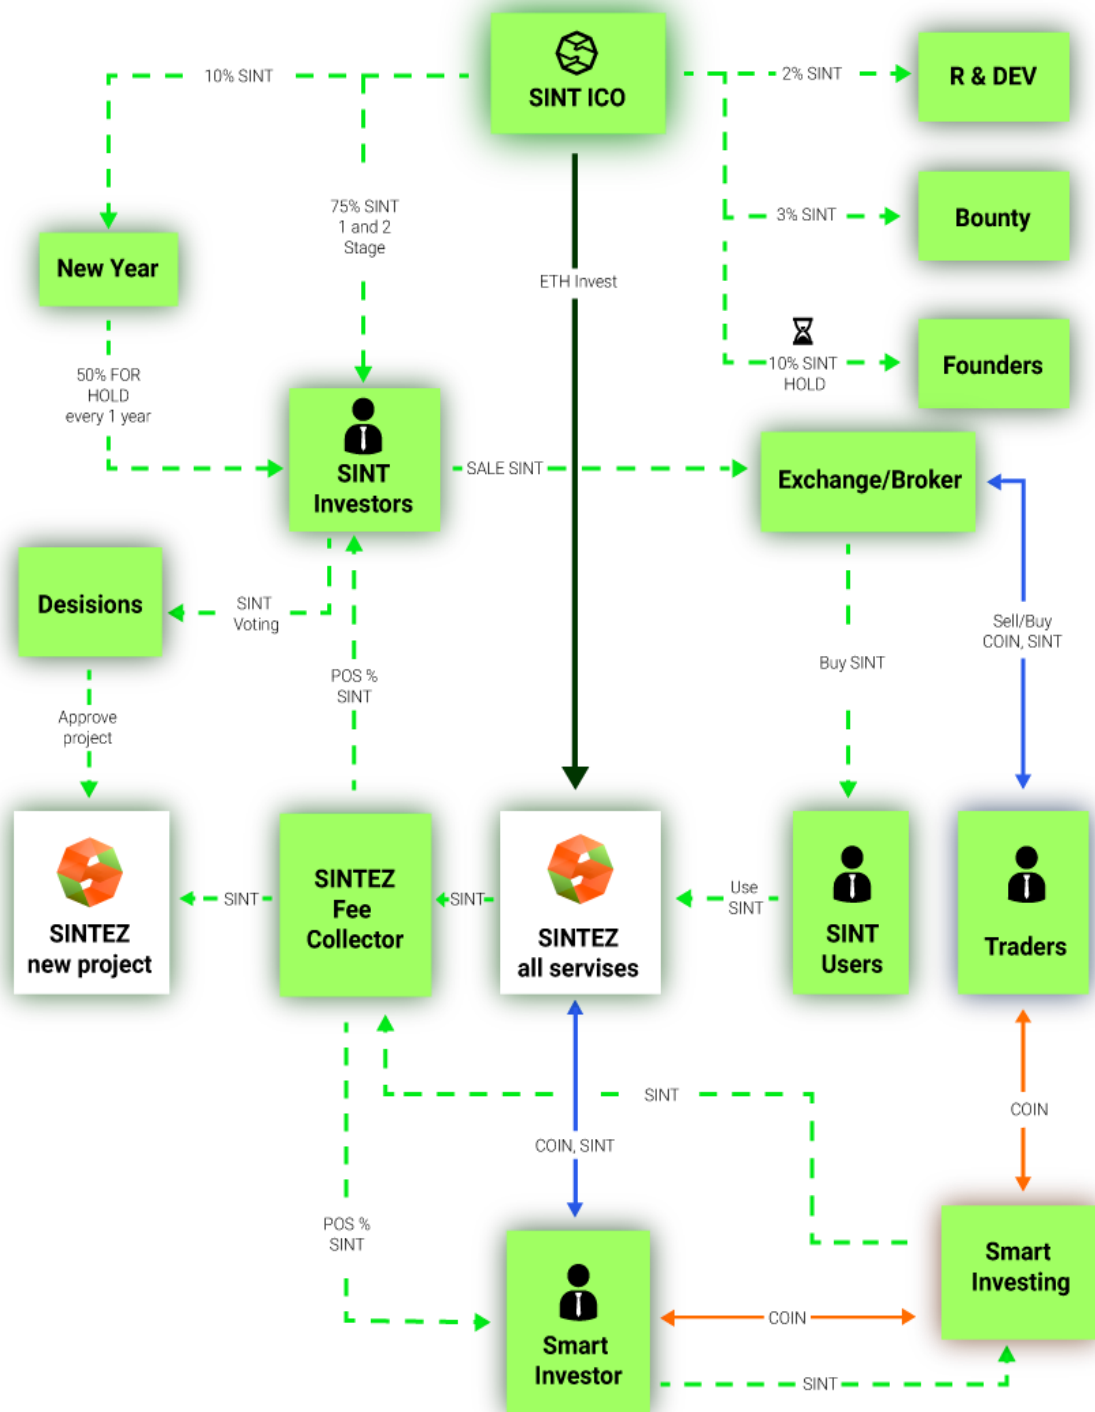 SINT ICO
10% SINT
2% SINT
R & DEV
75% SINT
1 and 2
Stage
3% SINT
Bounty
New Year
ETH Invest
10% SINT
HOLD
Founders
50% FOR
HOLD
every 1 year
SINT
Investors
SALE SINT
Exchange/Broker
Desisions
SINT
Voting
Sell/Buy
COIN, SINT
POS %
SINT
Buy SINT
Approve
project
SINTEZ
new project
SINT
SINTEZ
Fee
Collector
SINT
SINTEZ
all servises
Use
SINT
SINT
Users
Traders
SINT
COIN
COIN, SINT
POS %
SINT
Smart
Investing
COIN
Smart
Investor
SINT